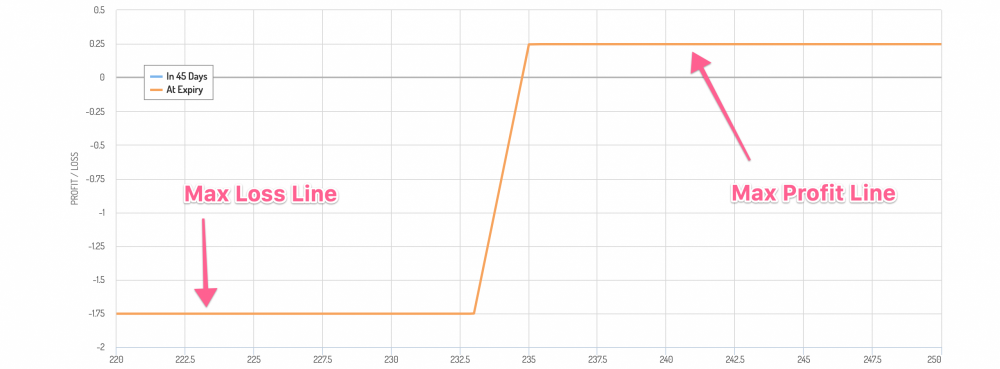 0.5
0.25
0
-0.25
-0.5
-0.75
-1
-1.25
-1.5
-1.75
-2
PROFIT / LOSS
In 45 Days
At Expiry
Max Loss Line
Max Profit Line
220 222.5 225 227.5 230 232.5 235 237.5 240 242.5 245 247.5 250